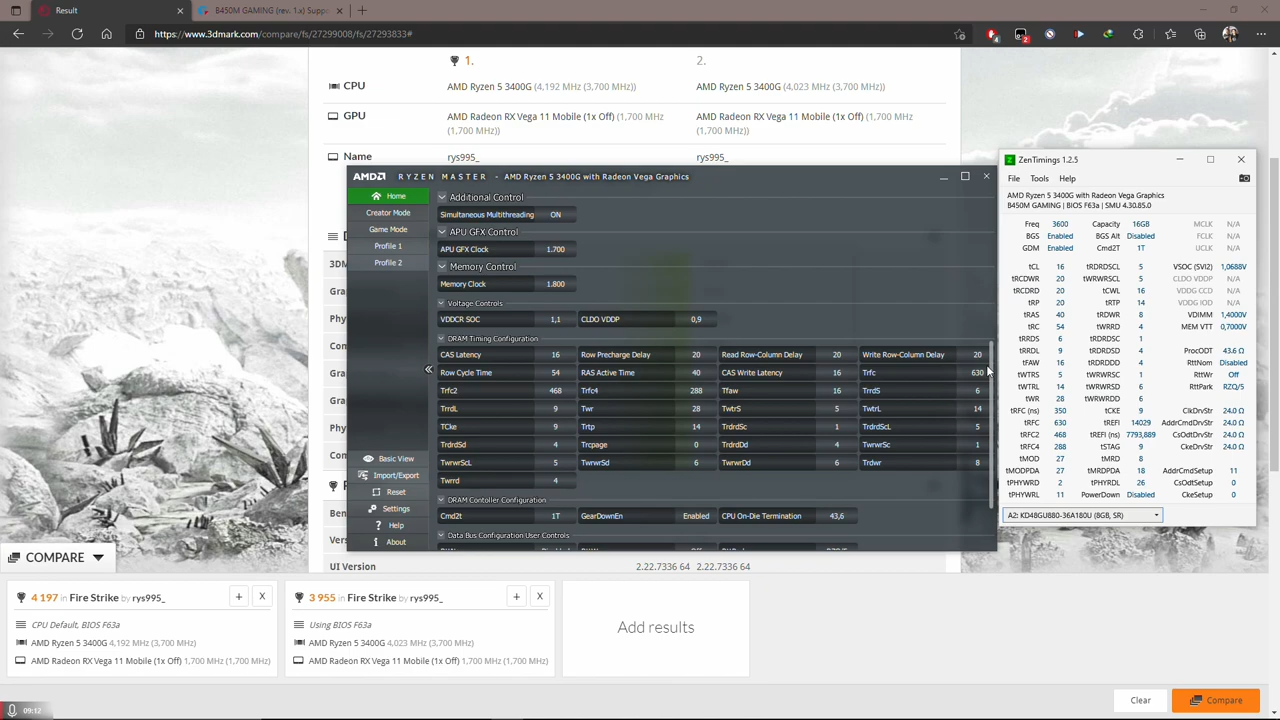 Result
B450M GAMING (rev. 1.x) Suppo
https://www.3dmark.com/compare/fs/27299008/fs/27293833#
4
2
1.
2.
CPU
AMD Ryzen 5 3400G (4,192 MHz (3,700 MHz))
AMD Ryzen 5 3400G (4,023 MHz (3,700 MHz))
GPU
AMD Radeon RX Vega 11 Mobile (1x Off) (1,700 MHz
(1,700 MHz))
AMD Radeon RX Vega 11 Mobile (1x Off) (1,700 MHz
(1,700 MHz))
Name
rys995_
rys995_
D
3DM
Gra
Phy
Com
Gra
Phy
Com
R
Ben
Vers
UI Version
2.22.7336 64
2.22.7336 64
AMD RYZEN MASTER - AMD Ryzen 5 3400G with Radeon Vega Graphics
Home
Creator Mode
Game Mode
Profile 1
Profile 2
Basic View
Import/Export
Reset
Settings
Help
About
Additional Control
Simultaneous Multithreading ON
APU GFX Control
APU GFX Clock 1.700
Memory Control
Memory Clock 1.800
Voltage Controls
VDDCR SOC 1,1 CLDO VDDP 0,9
DRAM Timing Configuration
CAS Latency 16 Row Precharge Delay 20 Read Row-Column Delay 20 Write Row-Column Delay 20
Row Cycle Time 54 RAS Active Time 40 CAS Write Latency 16 Trfc 630
Trfc2 468 Trfc4 288 Tfaw 16 TrrdS 6
TrrdL 9 Twr 28 TwtrS 5 TwtrL 14
TCke 9 Trtp 14 TrdrdSc 1 TrdrdScL 5
TrdrdSd 4 Trcpage 0 TrdrdDd 4 TwrwrSc 1
TwrwrScL 5 TwrwrSd 6 TwrwrDd 6 Trdwr 8
Twrrd 4
DRAM Contoller Configuration
Cmd2t 1T GearDownEn Enabled CPU On-Die Termination 43,6
Data Bus Configuration/User Controls
ZenTimings 1.2.5
File Tools Help
AMD Ryzen 5 3400G with Radeon Vega Graphics
B450M GAMING | BIOS F63a | SMU 4.30.85.0
Freq 3600 Capacity 16GB MCLK N/A
BGS Enabled BGS Alt Disabled FCLK N/A
GDM Enabled Cmd2T 1T UCLK N/A
tCL 16 tRDRDSCL 5 VSOC (SVI2) 1,0688V
tRCDWR 20 tWRWRSCL 5 CLDO VDDP N/A
tRCDRD 20 tCWL 16 VDDG CCD N/A
tRP 20 tRTP 14 VDDG IOD N/A
tRAS 40 tRDWR 8 VDIMM 1,4000V
tRC 54 tWRRD 4 MEM VTT 0,7000V
tRRDS 6 tRDRDSC 1
tRRDL 9 tRDRDSD 4 ProcODT 43.6 Ω
tFAW 16 tRDRDDD 4 RttNom Disabled
tWTRS 5 tWRWRSC 1 RttWr Off
tWTRL 14 tWRWRSD 6 RttPark RZQ/5
tWR 28 tWRWRDD 6
tRFC (ns) 350 tCKE 9 ClkDrvStr 24.0 Ω
tRFC 630 tREFI 14029 AddrCmdDrvStr 24.0 Ω
tRFC2 468 tREFI (ns) 7793,889 CsOdtDrvStr 24.0 Ω
tRFC4 288 tSTAG 9 CkeDrvStr 24.0 Ω
tMOD 27 tMRD 8
tMODPDA 27 tMRDPDA 18 AddrCmdSetup 11
tPHYWRD 2 tPHYRDL 26 CsOdtSetup 0
tPHYWRL 11 PowerDown Disabled CkeSetup 0
A2: KD48GU880-36A180U (8GB, SR)
COMPARE
4 197 in Fire Strike by rys995_ + X
CPU Default, BIOS F63a
AMD Ryzen 5 3400G 4,192 MHz (3,700 MHz)
AMD Radeon RX Vega 11 Mobile (1x Off) 1,700 MHz (1,700 MHz)
3 955 in Fire Strike by rys995_ + X
Using BIOS F63a
AMD Ryzen 5 3400G 4,023 MHz (3,700 MHz)
AMD Radeon RX Vega 11 Mobile (1x Off) 1,700 MHz (1,700 MHz)
Add results
Clear
Compare
09:12